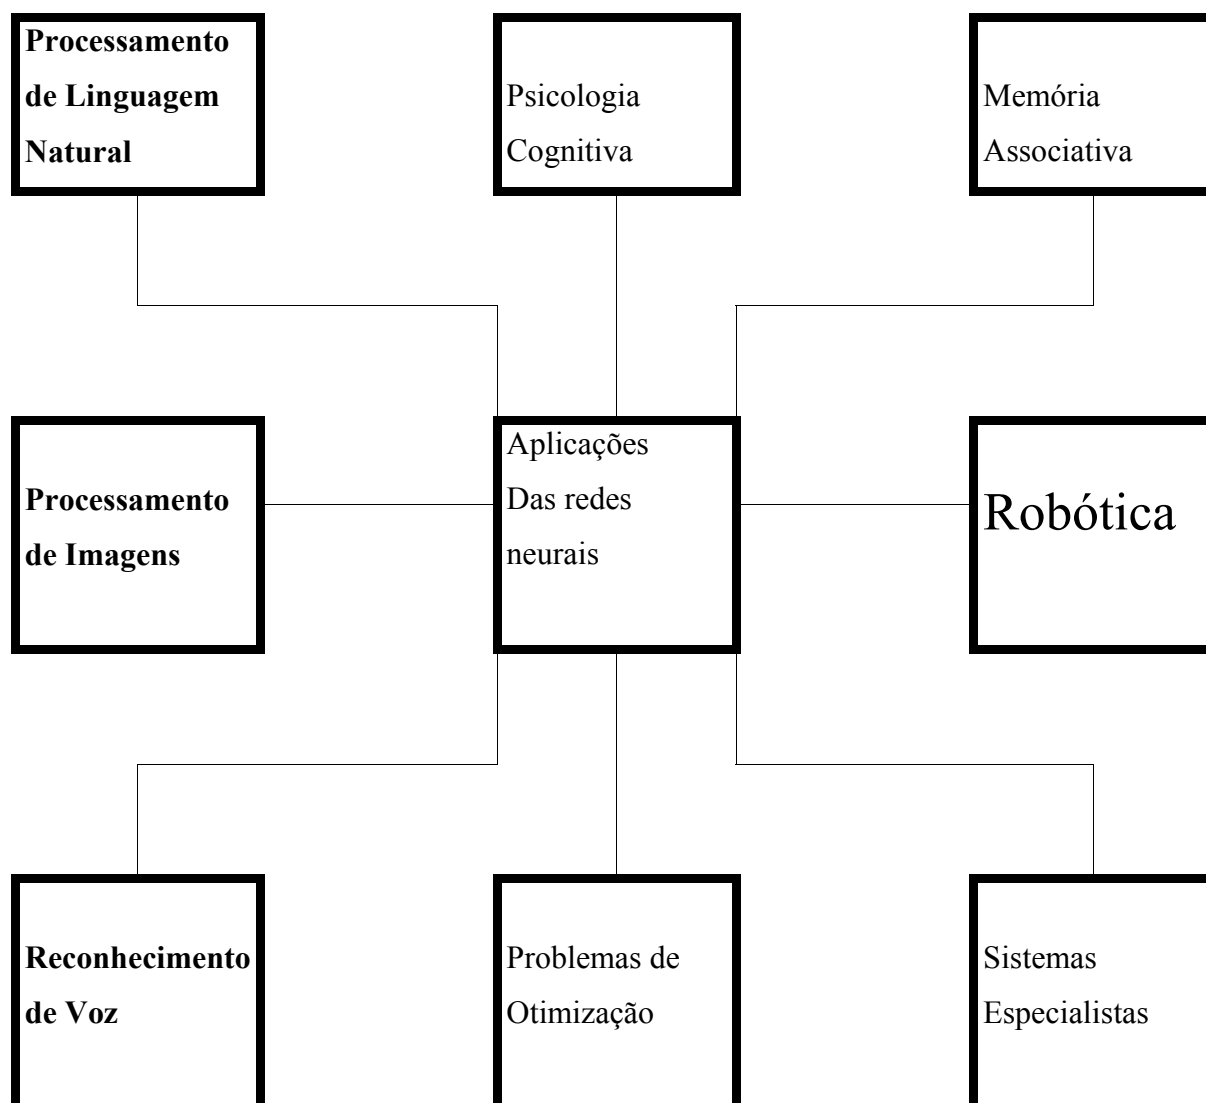 Processamento
de Linguagem
Natural
Psicologia
Cognitiva
Memória
Associativa
Processamento
de Imagens
Aplicações
Das redes
neurais
Robótica
Reconhecimento
de Voz
Problemas de
Otimização
Sistemas
Especialistas